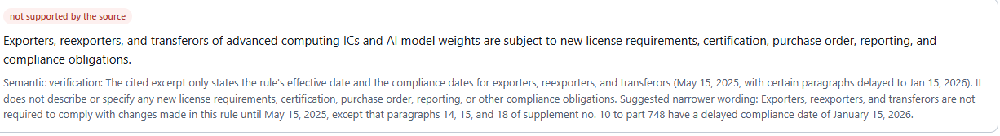 not supported by the source
Exporters, reexporters, and transferors of advanced computing ICs and AI model weights are subject to new license requirements, certification, purchase order, reporting, and
compliance obligations.
Semantic verification: The cited excerpt only states the rule's effective date and the compliance dates for exporters, reexporters, and transferors (May 15, 2025, with certain paragraphs delayed to Jan 15, 2026). It
does not describe or specify any new license requirements, certification, purchase order, reporting, or other compliance obligations. Suggested narrower wording: Exporters, reexporters, and transferors are not
required to comply with changes made in this rule until May 15, 2025, except that paragraphs 14, 15, and 18 of supplement no. 10 to part 748 have a delayed compliance date of January 15, 2026.